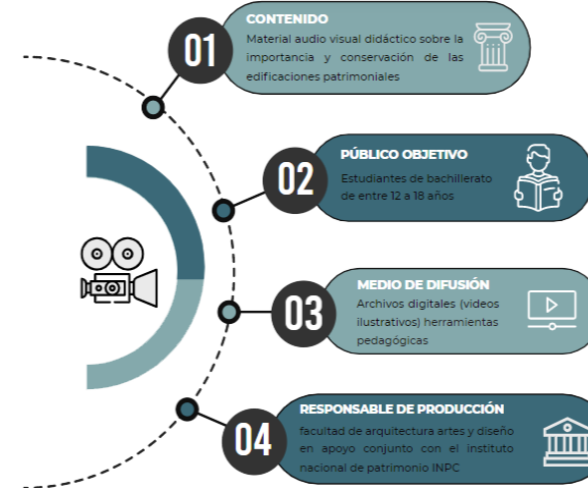 01
CONTENIDO
Material audio visual didáctico sobre la
importancia y conservación de las
edificaciones patrimoniales
02
PÚBLICO OBJETIVO
Estudiantes de bachillerato
de entre 12 a 18 años
03
MEDIO DE DIFUSIÓN
Archivos digitales (videos
ilustrativos) herramientas
pedagógicas
04
RESPONSABLE DE PRODUCCIÓN
facultad de arquitectura artes y diseño
en apoyo conjunto con el instituto
nacional de patrimonio INPC